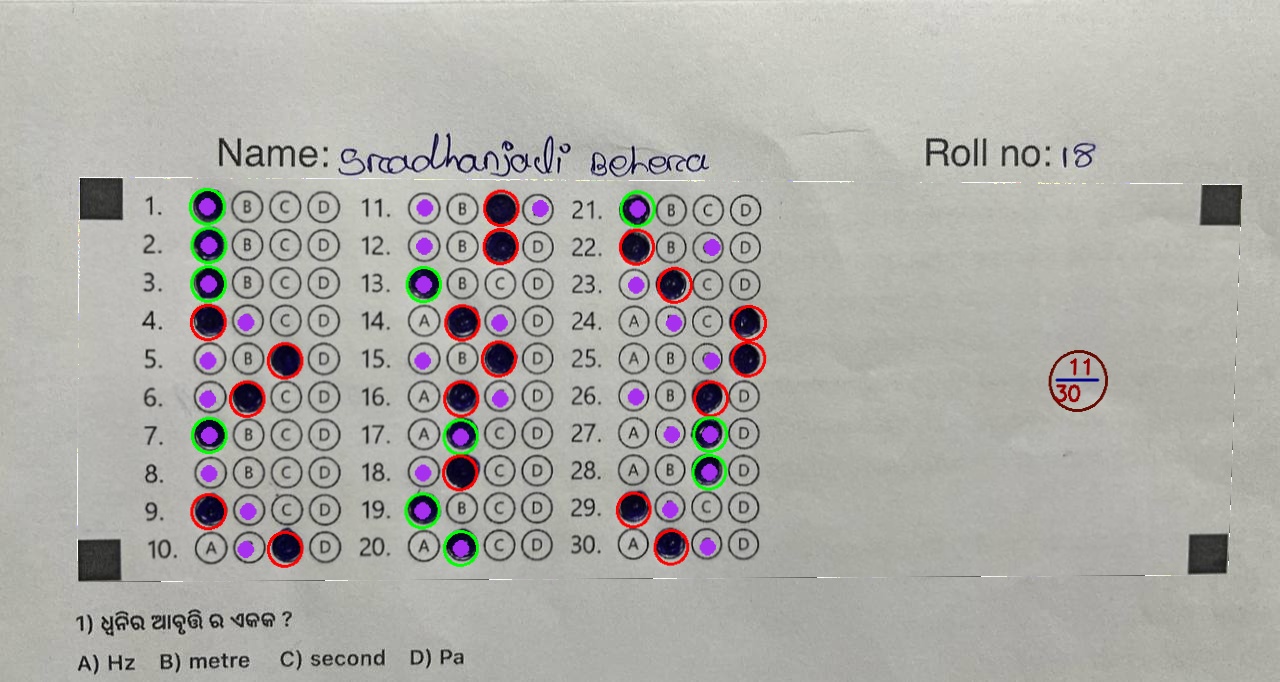 Name: Sradhanjali Behera
Roll no: 18
1. B C D 11. B 21. B C D
2. B C D 12. B D 22. B D
3. B C D 13. B C D 23. C D
4. C D 14. A D 24. A C
5. B D 15. B D 25. A B
6. C D 16. A D 26. B D
7. B C D 17. A C D 27. A D
8. B C D 18. C D 28. A B D
9. C D 19. B C D 29. C D
10. A D 20. A C D 30. A D
11
30
1) ଧ୍ୱନିର ଆବୃତ୍ତି ର ଏକକ ?
A) Hz B) metre C) second D) Pa